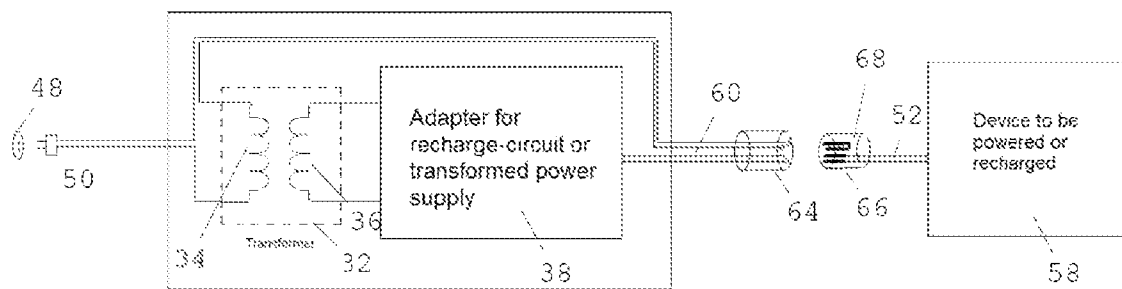 48
50
34
36
Transformer
32
Adapter for
recharge-circuit or
transformed power
supply
38
60
64
68
66
52
Device to be
powered or
recharged
58